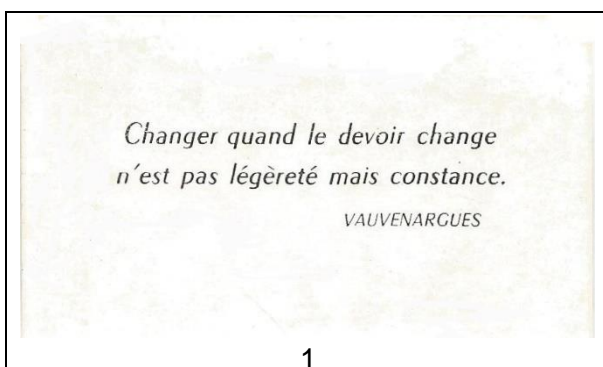 Changer quand le devoir change
n'est pas légèreté mais constance.
VAUVENARGUES
1